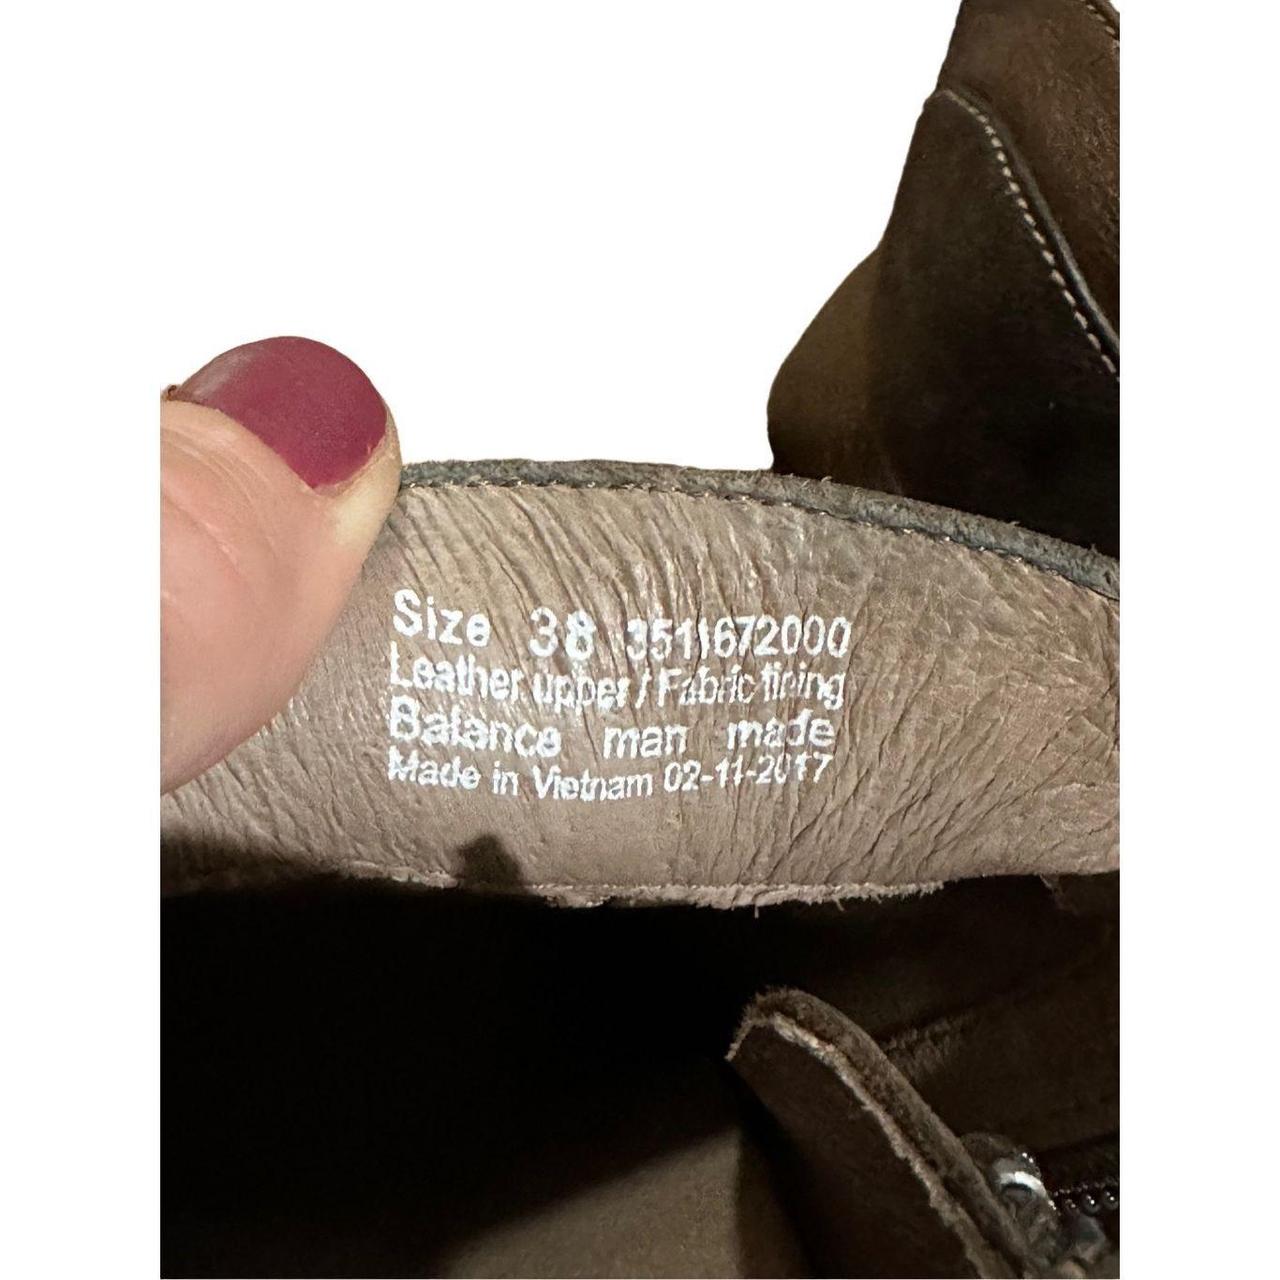 Size 38 3511672000
Leather upper / Fabric lining
Balance man made
Made in Vietnam 02-11-2017